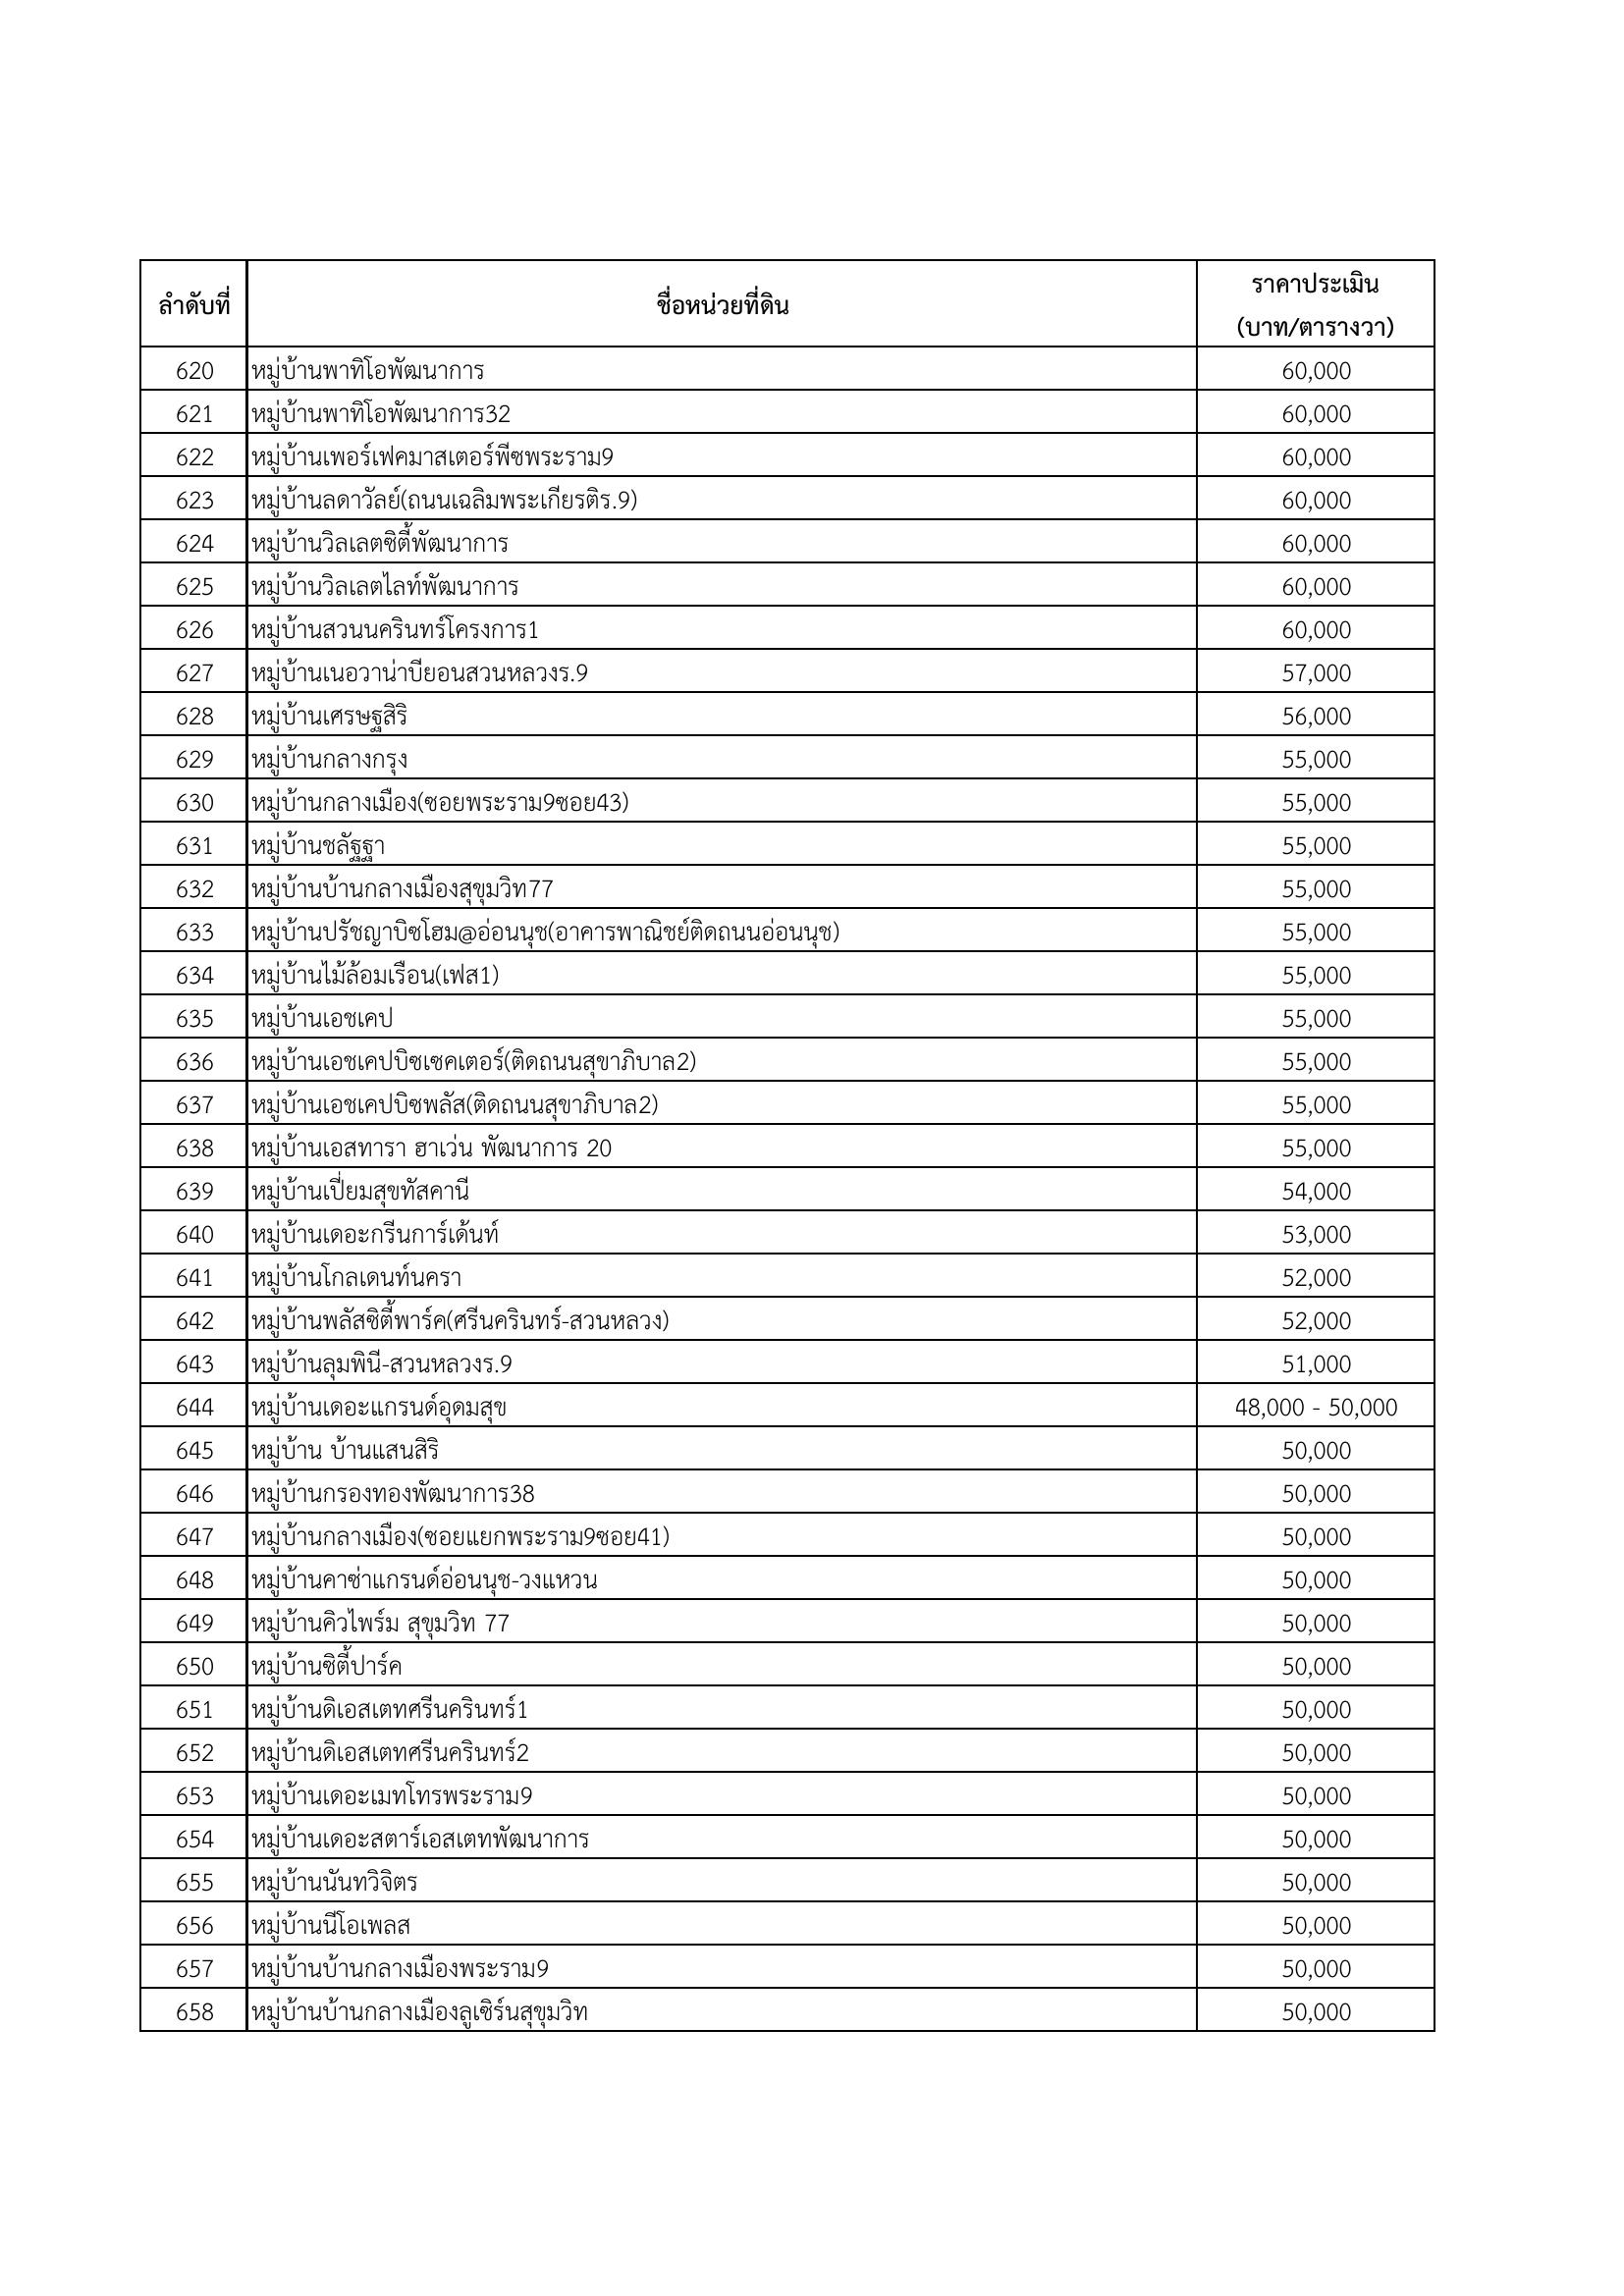 ลำดับที่ ชื่อหน่วยที่ดิน ราคาประเมิน
(บาท/ตารางวา)
620 หมู่บ้านพาทิโอพัฒนาการ 60,000
621 หมู่บ้านพาทิโอพัฒนาการ32 60,000
622 หมู่บ้านเพอร์เฟคมาสเตอร์พีซพระราม9 60,000
623 หมู่บ้านลดาวัลย์(ถนนเฉลิมพระเกียรติร.9) 60,000
624 หมู่บ้านวิลเลตซิตี้พัฒนาการ 60,000
625 หมู่บ้านวิลเลตไลท์พัฒนาการ 60,000
626 หมู่บ้านสวนนครินทร์โครงการ1 60,000
627 หมู่บ้านเนอวาน่าบียอนสวนหลวงร.9 57,000
628 หมู่บ้านเศรษฐสิริ 56,000
629 หมู่บ้านกลางกรุง 55,000
630 หมู่บ้านกลางเมือง(ซอยพระราม9ซอย43) 55,000
631 หมู่บ้านชลัฐฐา 55,000
632 หมู่บ้านบ้านกลางเมืองสุขุมวิท77 55,000
633 หมู่บ้านปรัชญาบิซโฮม@อ่อนนุช(อาคารพาณิชย์ติดถนนอ่อนนุช) 55,000
634 หมู่บ้านไม้ล้อมเรือน(เฟส1) 55,000
635 หมู่บ้านเอชเคป 55,000
636 หมู่บ้านเอชเคปบิซเซคเตอร์(ติดถนนสุขาภิบาล2) 55,000
637 หมู่บ้านเอชเคปบิซพลัส(ติดถนนสุขาภิบาล2) 55,000
638 หมู่บ้านเอสทารา ฮาเว่น พัฒนาการ 20 55,000
639 หมู่บ้านเปี่ยมสุขทัสคานี 54,000
640 หมู่บ้านเดอะกรีนการ์เด้นท์ 53,000
641 หมู่บ้านโกลเดนท์นครา 52,000
642 หมู่บ้านพลัสซิตี้พาร์ค(ศรีนครินทร์-สวนหลวง) 52,000
643 หมู่บ้านลุมพินี-สวนหลวงร.9 51,000
644 หมู่บ้านเดอะแกรนด์อุดมสุข 48,000 - 50,000
645 หมู่บ้าน บ้านแสนสิริ 50,000
646 หมู่บ้านกรองทองพัฒนาการ38 50,000
647 หมู่บ้านกลางเมือง(ซอยแยกพระราม9ซอย41) 50,000
648 หมู่บ้านคาซ่าแกรนด์อ่อนนุช-วงแหวน 50,000
649 หมู่บ้านคิวไพร์ม สุขุมวิท 77 50,000
650 หมู่บ้านซิตี้ปาร์ค 50,000
651 หมู่บ้านดิเอสเตทศรีนครินทร์1 50,000
652 หมู่บ้านดิเอสเตทศรีนครินทร์2 50,000
653 หมู่บ้านเดอะเมทโทรพระราม9 50,000
654 หมู่บ้านเดอะสตาร์เอสเตทพัฒนาการ 50,000
655 หมู่บ้านนันทวิจิตร 50,000
656 หมู่บ้านนีโอเพลส 50,000
657 หมู่บ้านบ้านกลางเมืองพระราม9 50,000
658 หมู่บ้านบ้านกลางเมืองลูเซิร์นสุขุมวิท 50,000